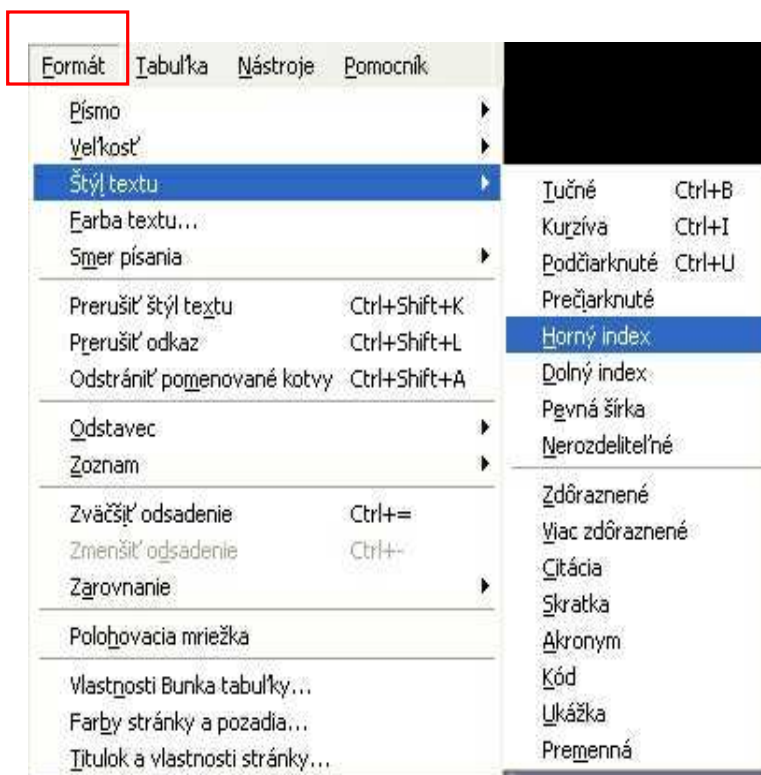 Formát Tabuľka Nástroje Pomocník
Písmo
Veľkosť
Štýl textu
Farba textu...
Smer písania
Prerušiť štýl textu Ctrl+Shift+K
Prerušiť odkaz Ctrl+Shift+L
Odstrániť pomenované kotvy Ctrl+Shift+A
Odstavec
Zoznam
Zväčšiť odsadenie Ctrl+=
Zmenšiť odsadenie Ctrl+-
Zarovnanie
Polohovacia mriežka
Vlastnosti Bunka tabuľky...
Farby stránky a pozadia...
Titulok a vlastnosti stránky...
Tučné Ctrl+B
Kurzíva Ctrl+I
Podčiarknuté Ctrl+U
Prečiarknuté
Horný index
Dolný index
Pevná šírka
Nerozdeliteľné
Zdôraznené
Viac zdôraznené
Citácia
Skratka
Akronym
Kód
Ukážka
Premenná